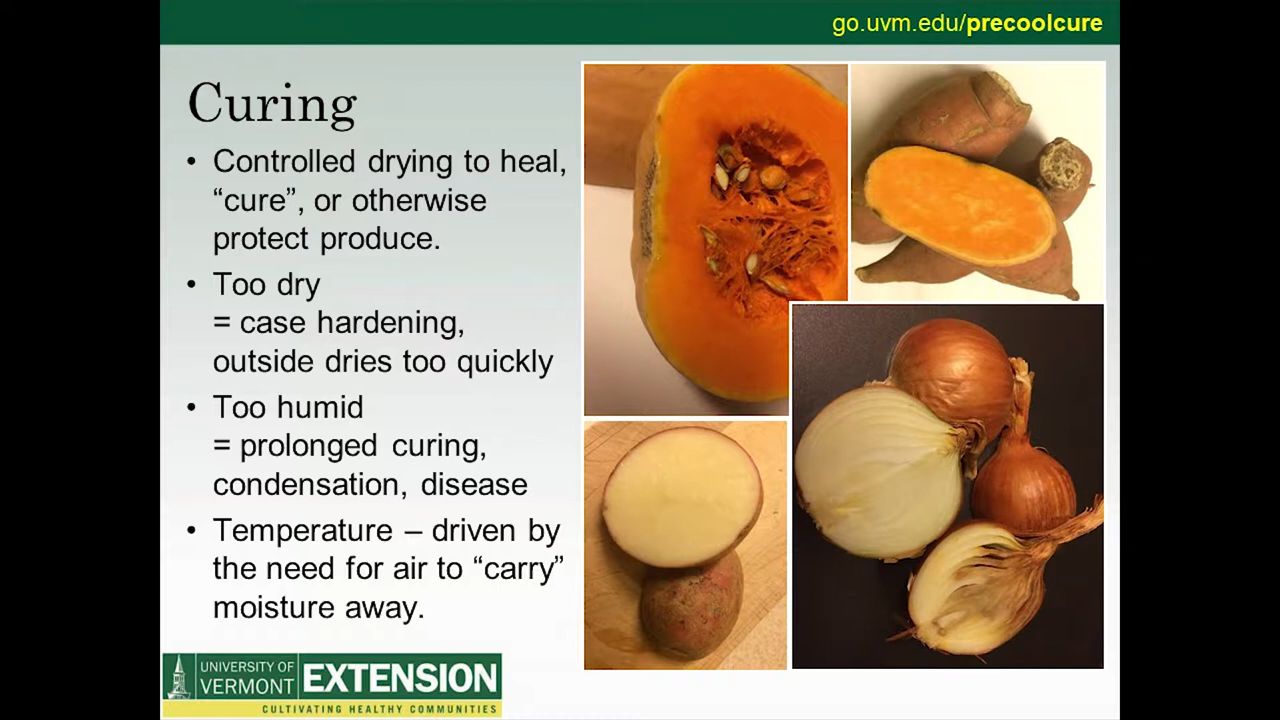 go.uvm.edu/precoolcure
Curing
• Controlled drying to heal,
“cure”, or otherwise
protect produce.
• Too dry
= case hardening,
outside dries too quickly
• Too humid
= prolonged curing,
condensation, disease
• Temperature – driven by
the need for air to “carry”
moisture away.
UNIVERSITY OF
VERMONT
EXTENSION
CULTIVATING HEALTHY COMMUNITIES